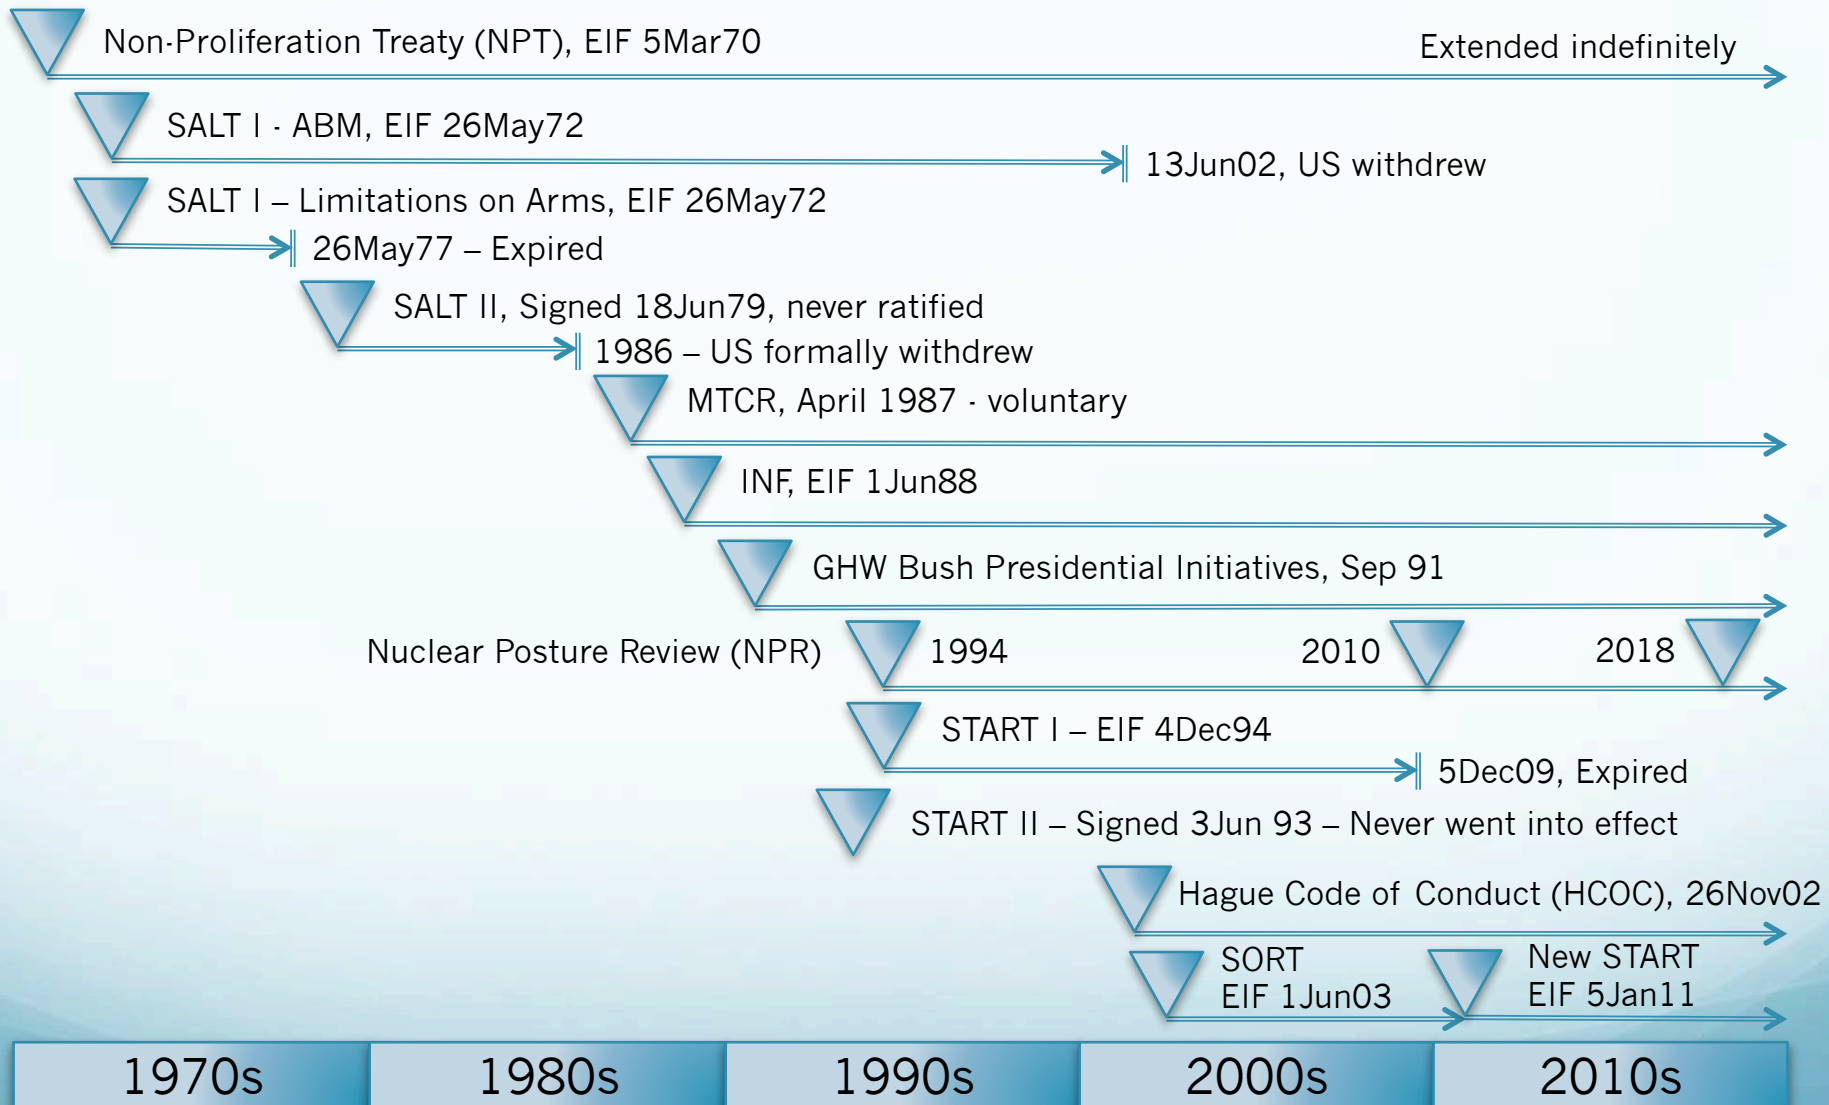 Non-Proliferation Treaty (NPT), EIF 5Mar70
Extended indefinitely
SALT I - ABM, EIF 26May72
13Jun02, US withdrew
SALT I – Limitations on Arms, EIF 26May72
26May77 – Expired
SALT II, Signed 18Jun79, never ratified
1986 – US formally withdrew
MTCR, April 1987 - voluntary
INF, EIF 1Jun88
GHW Bush Presidential Initiatives, Sep 91
Nuclear Posture Review (NPR)
1994
2010
2018
START I – EIF 4Dec94
5Dec09, Expired
START II – Signed 3Jun 93 – Never went into effect
Hague Code of Conduct (HCOC), 26Nov02
SORT
EIF 1Jun03
New START
EIF 5Jan11
1970s
1980s
1990s
2000s
2010s